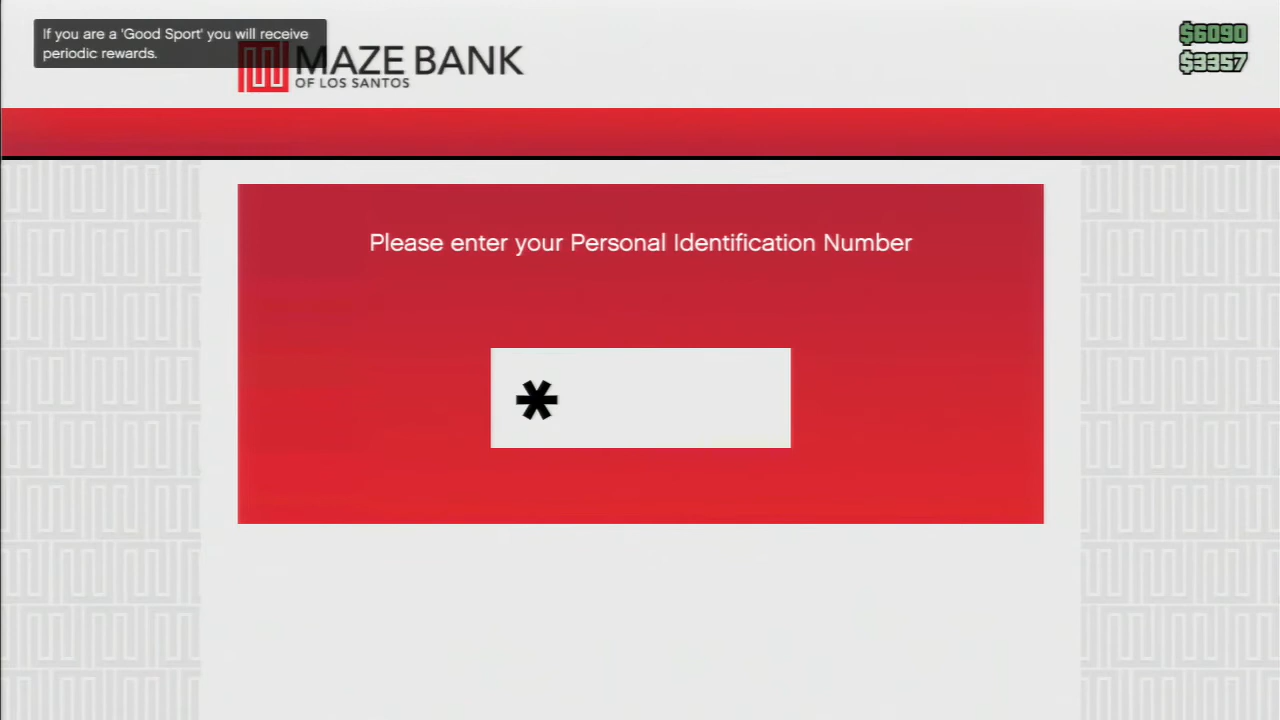 If you are a 'Good Sport' you will receive
periodic rewards.
MAZE BANK
OF LOS SANTOS
$6090
$3357
Please enter your Personal Identification Number
*